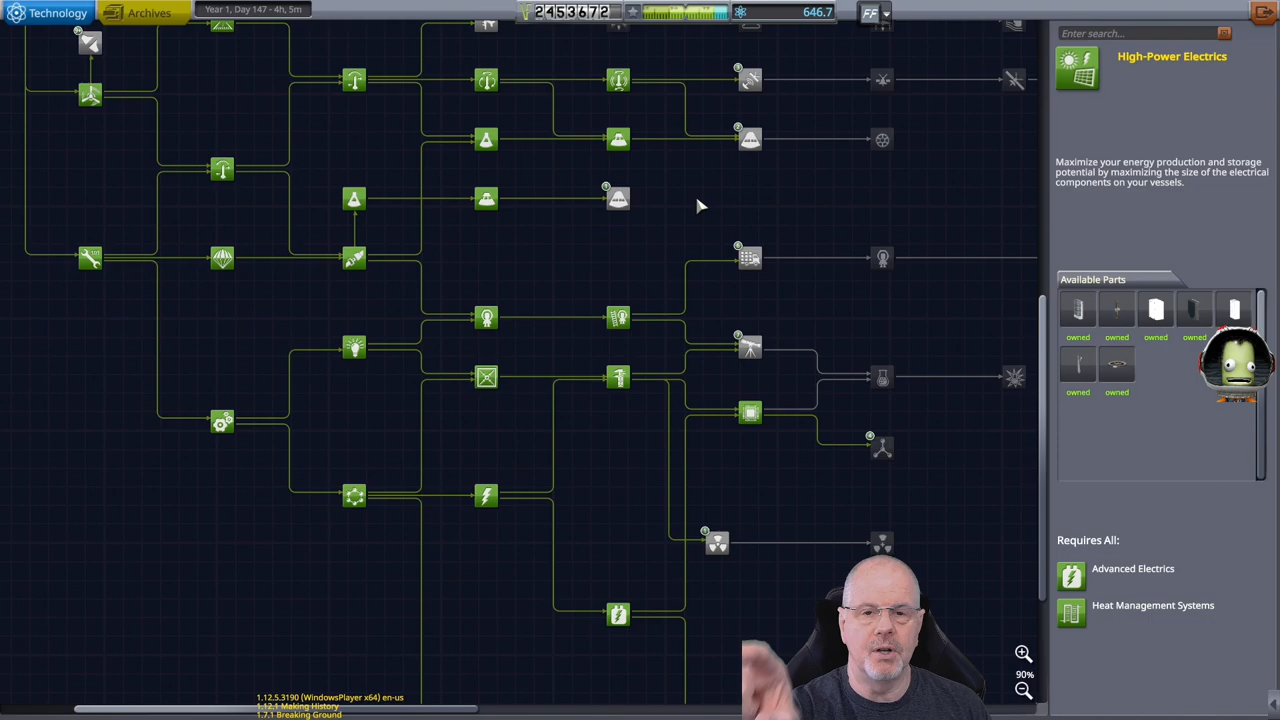 Technology
Archives
Year 1, Day 147 - 4h, 5m
2453672
646.7
FF
Enter search...
High-Power Electrics
Maximize your energy production and storage
potential by maximizing the size of the electrical
components on your vessels.
Available Parts
owned owned owned owned
owned owned
Requires All:
Advanced Electrics
Heat Management Systems
90%
1.12.5.3190 (WindowsPlayer x64) en-us
1.12.1 Making History
1.7.1 Breaking Ground